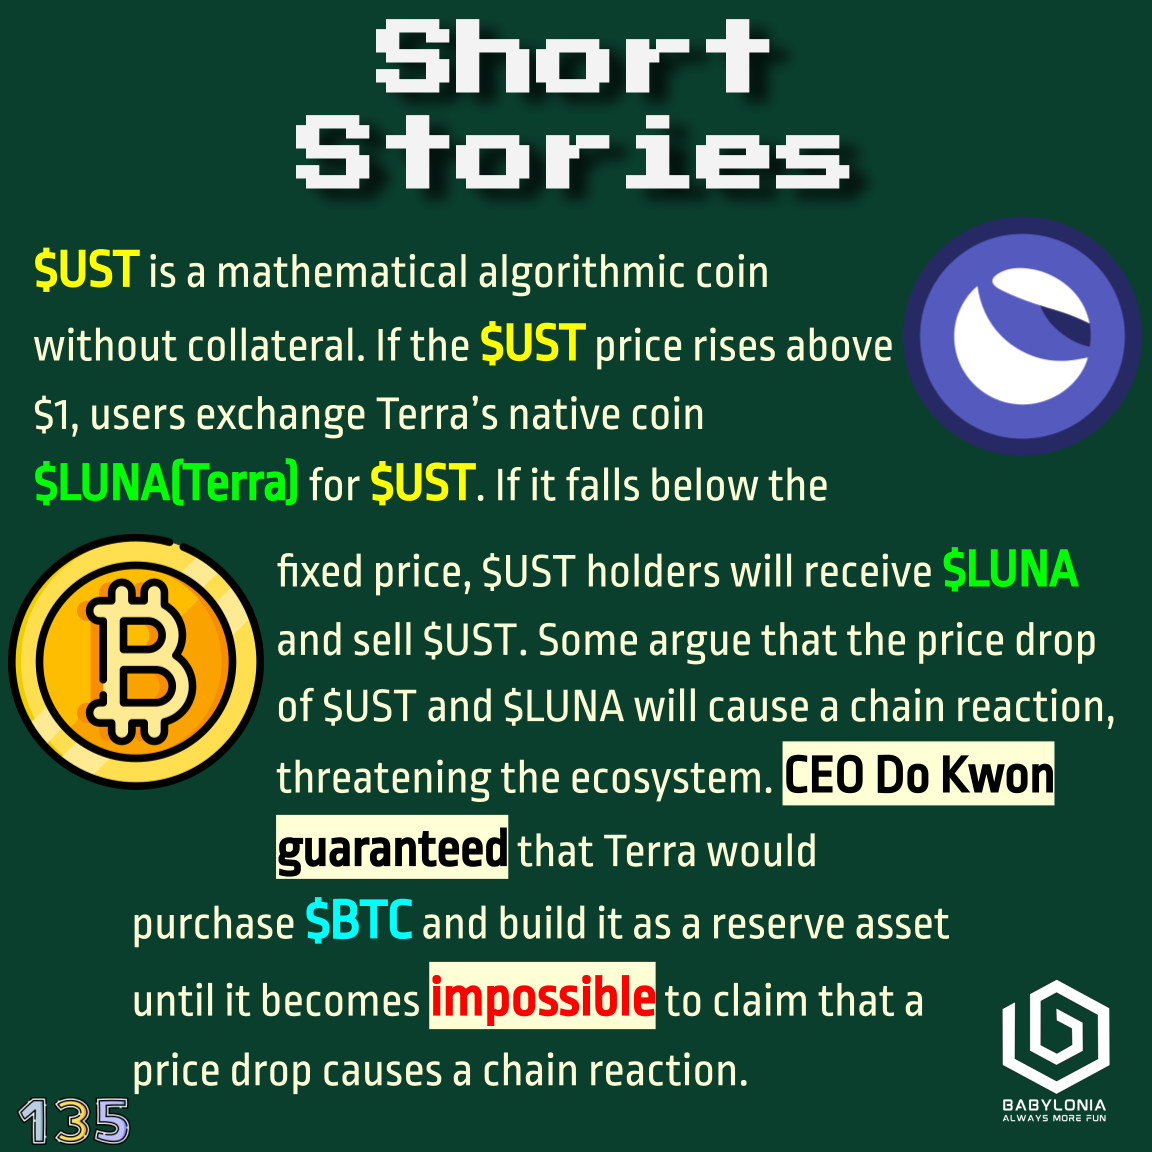 Short
Stories
$UST is a mathematical algorithmic coin
without collateral. If the $UST price rises above
$1, users exchange Terra’s native coin
$LUNA(Terra) for $UST. If it falls below the
fixed price, $UST holders will receive $LUNA
and sell $UST. Some argue that the price drop
of $UST and $LUNA will cause a chain reaction,
threatening the ecosystem. CEO Do Kwon
guaranteed that Terra would
purchase $BTC and build it as a reserve asset
until it becomes impossible to claim that a
price drop causes a chain reaction.
135
BABYLONIA
ALWAYS MORE FUN